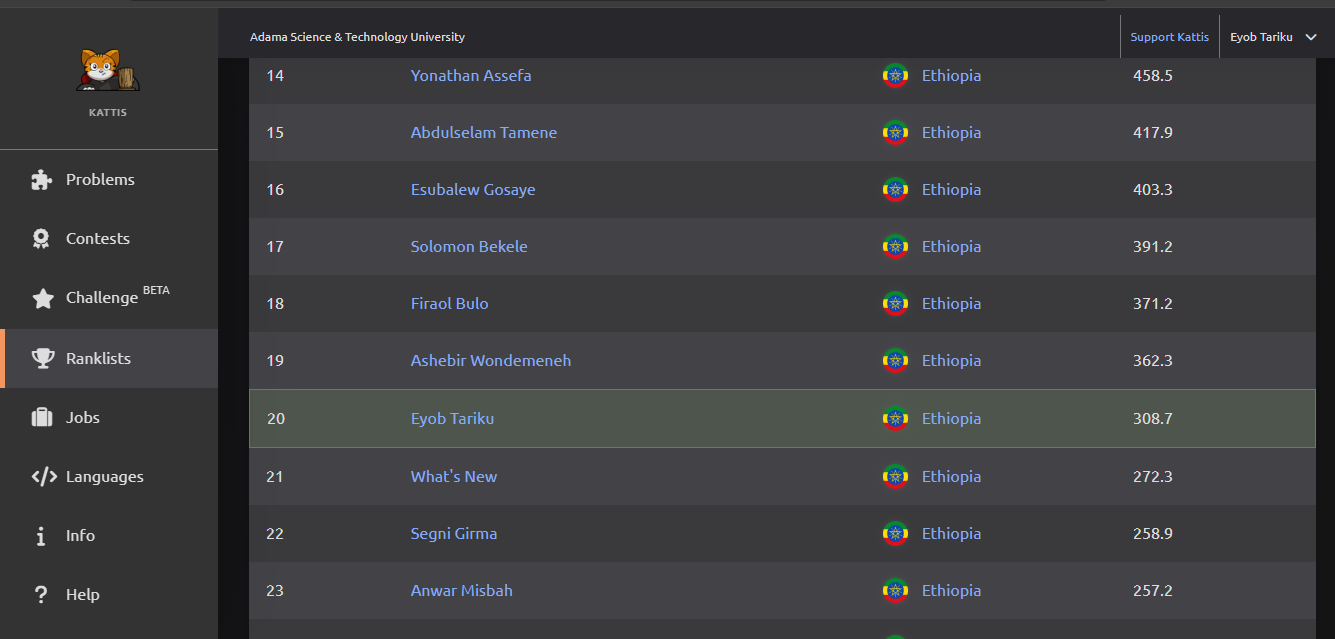 Adama Science & Technology University
Support Kattis
Eyob Tariku
KATTIS
Problems
Contests
Challenge BETA
Ranklists
Jobs
Languages
Info
Help
14 Yonathan Assefa Ethiopia 458.5
15 Abdulselam Tamene Ethiopia 417.9
16 Esubalew Gosaye Ethiopia 403.3
17 Solomon Bekele Ethiopia 391.2
18 Firaol Bulo Ethiopia 371.2
19 Ashebir Wondemeneh Ethiopia 362.3
20 Eyob Tariku Ethiopia 308.7
21 What's New Ethiopia 272.3
22 Segni Girma Ethiopia 258.9
23 Anwar Misbah Ethiopia 257.2